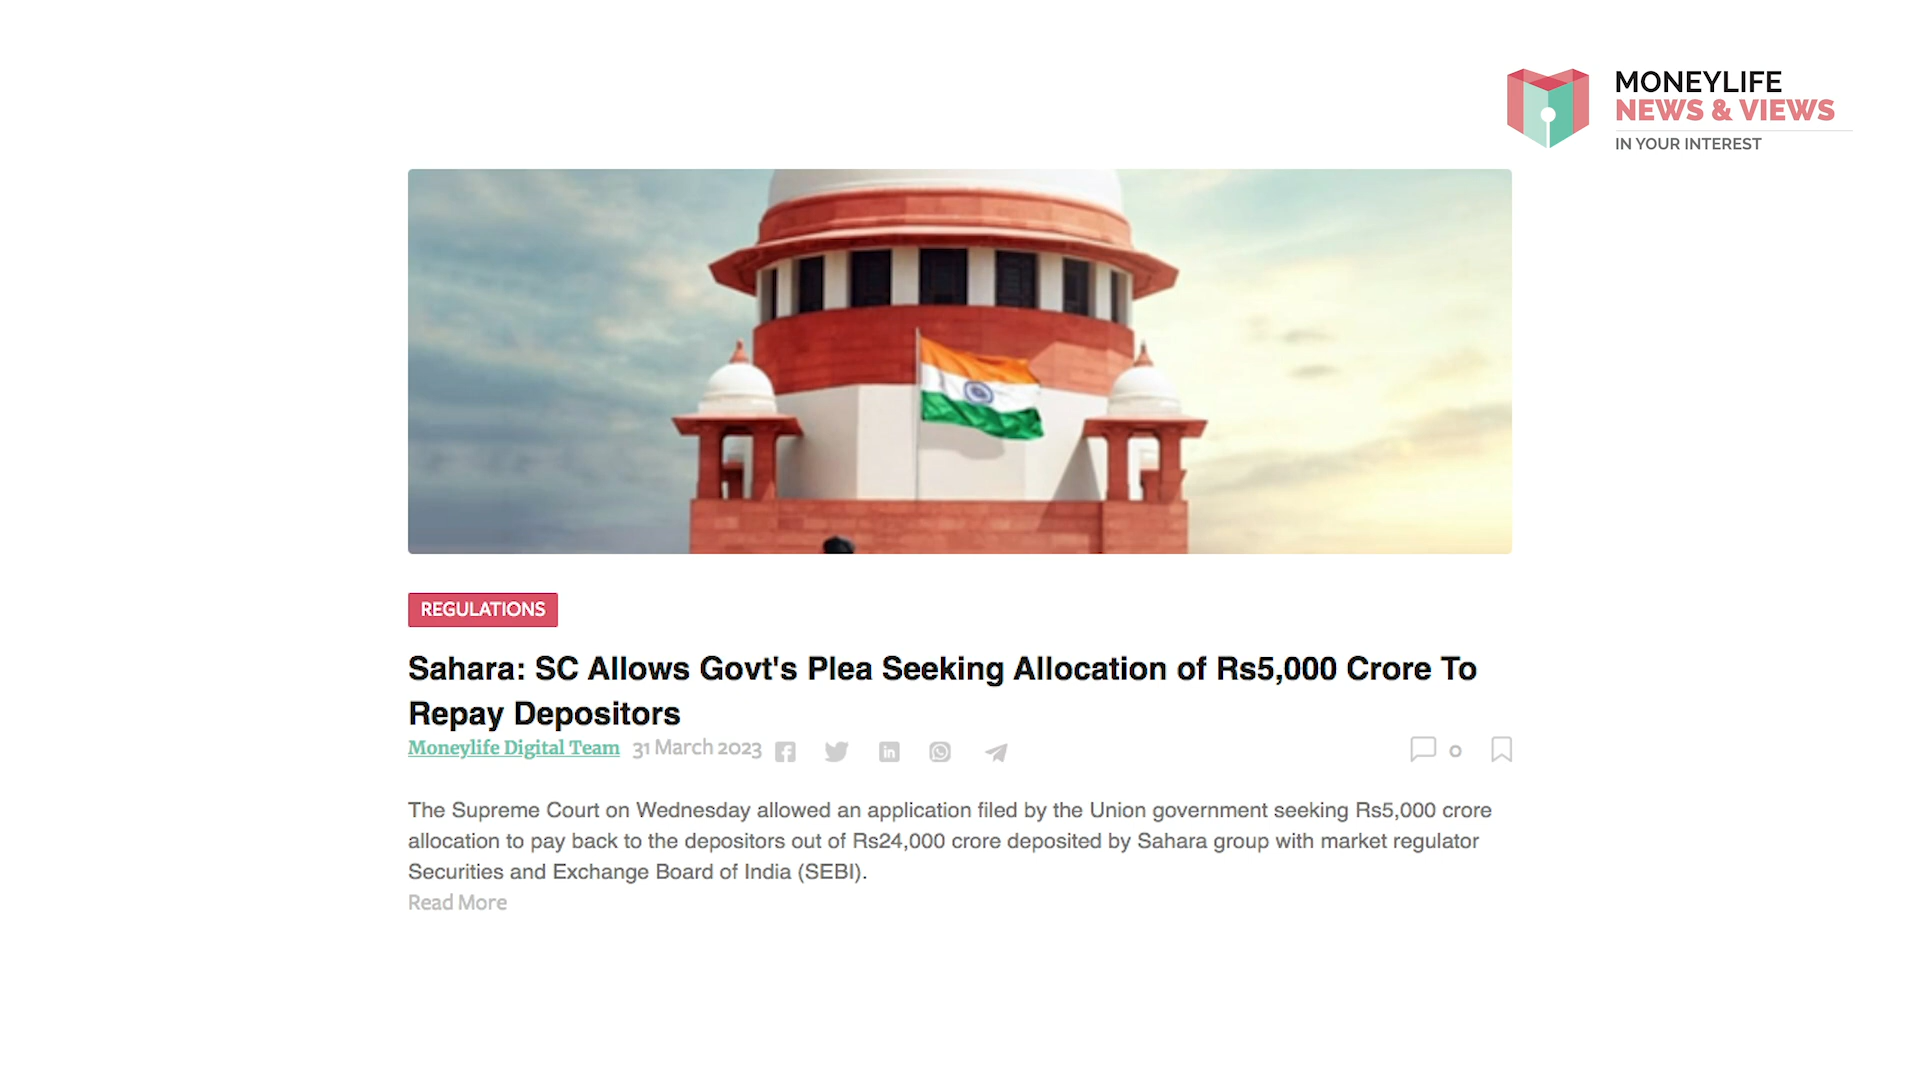 MONEYLIFE
NEWS & VIEWS
IN YOUR INTEREST
REGULATIONS
Sahara: SC Allows Govt's Plea Seeking Allocation of Rs5,000 Crore To
Repay Depositors
Moneylife Digital Team 31 March 2023
0
The Supreme Court on Wednesday allowed an application filed by the Union government seeking Rs5,000 crore
allocation to pay back to the depositors out of Rs24,000 crore deposited by Sahara group with market regulator
Securities and Exchange Board of India (SEBI).
Read More